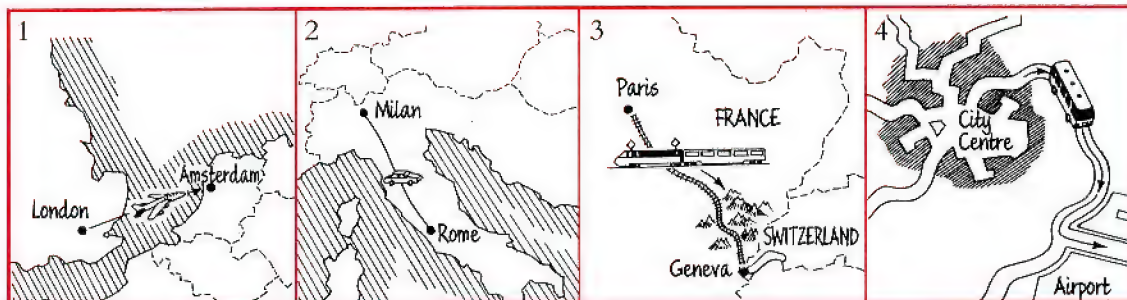 1
London
Amsterdam
2
Milan
Rome
3
Paris
FRANCE
SWITZERLAND
Geneva
4
City
Centre
Airport